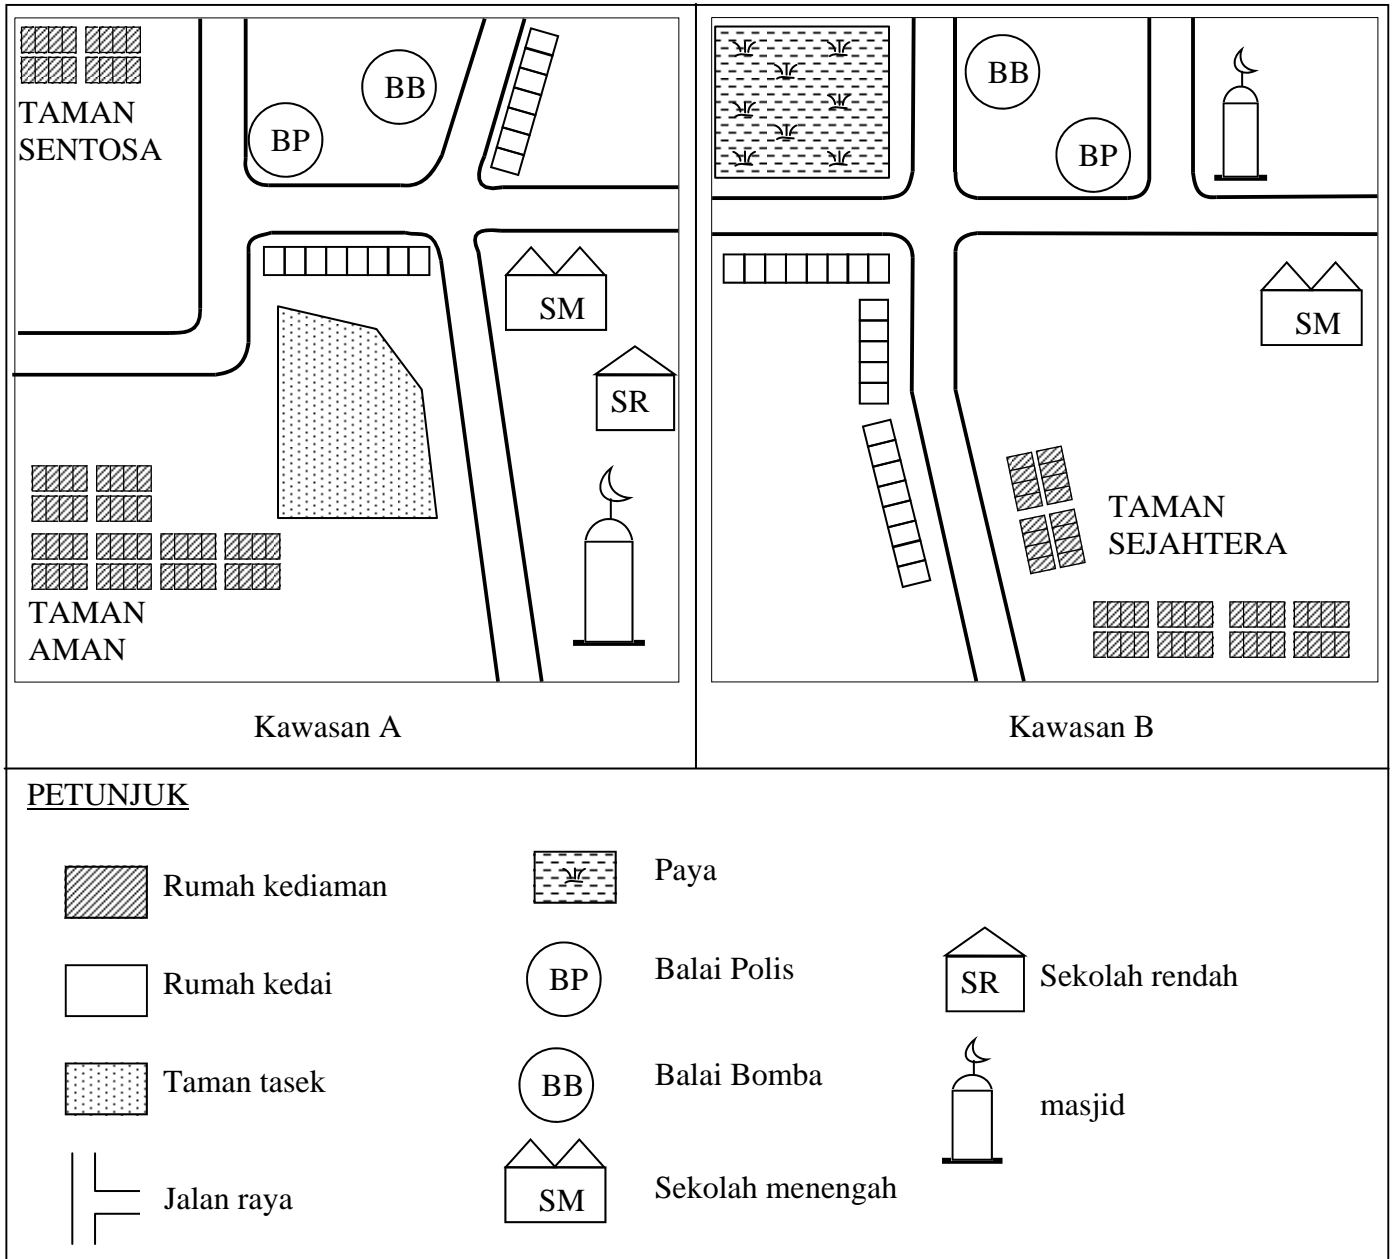 TAMAN
SENTOSA
BP
BB
SM
SR
TAMAN
AMAN
Kawasan A
BB
BP
SM
TAMAN
SEJAHTERA
Kawasan B
PETUNJUK
Rumah kediaman
Rumah kedai
Taman tasek
Jalan raya
Paya
BP Balai Polis
BB Balai Bomba
SM Sekolah menengah
SR Sekolah rendah
masjid